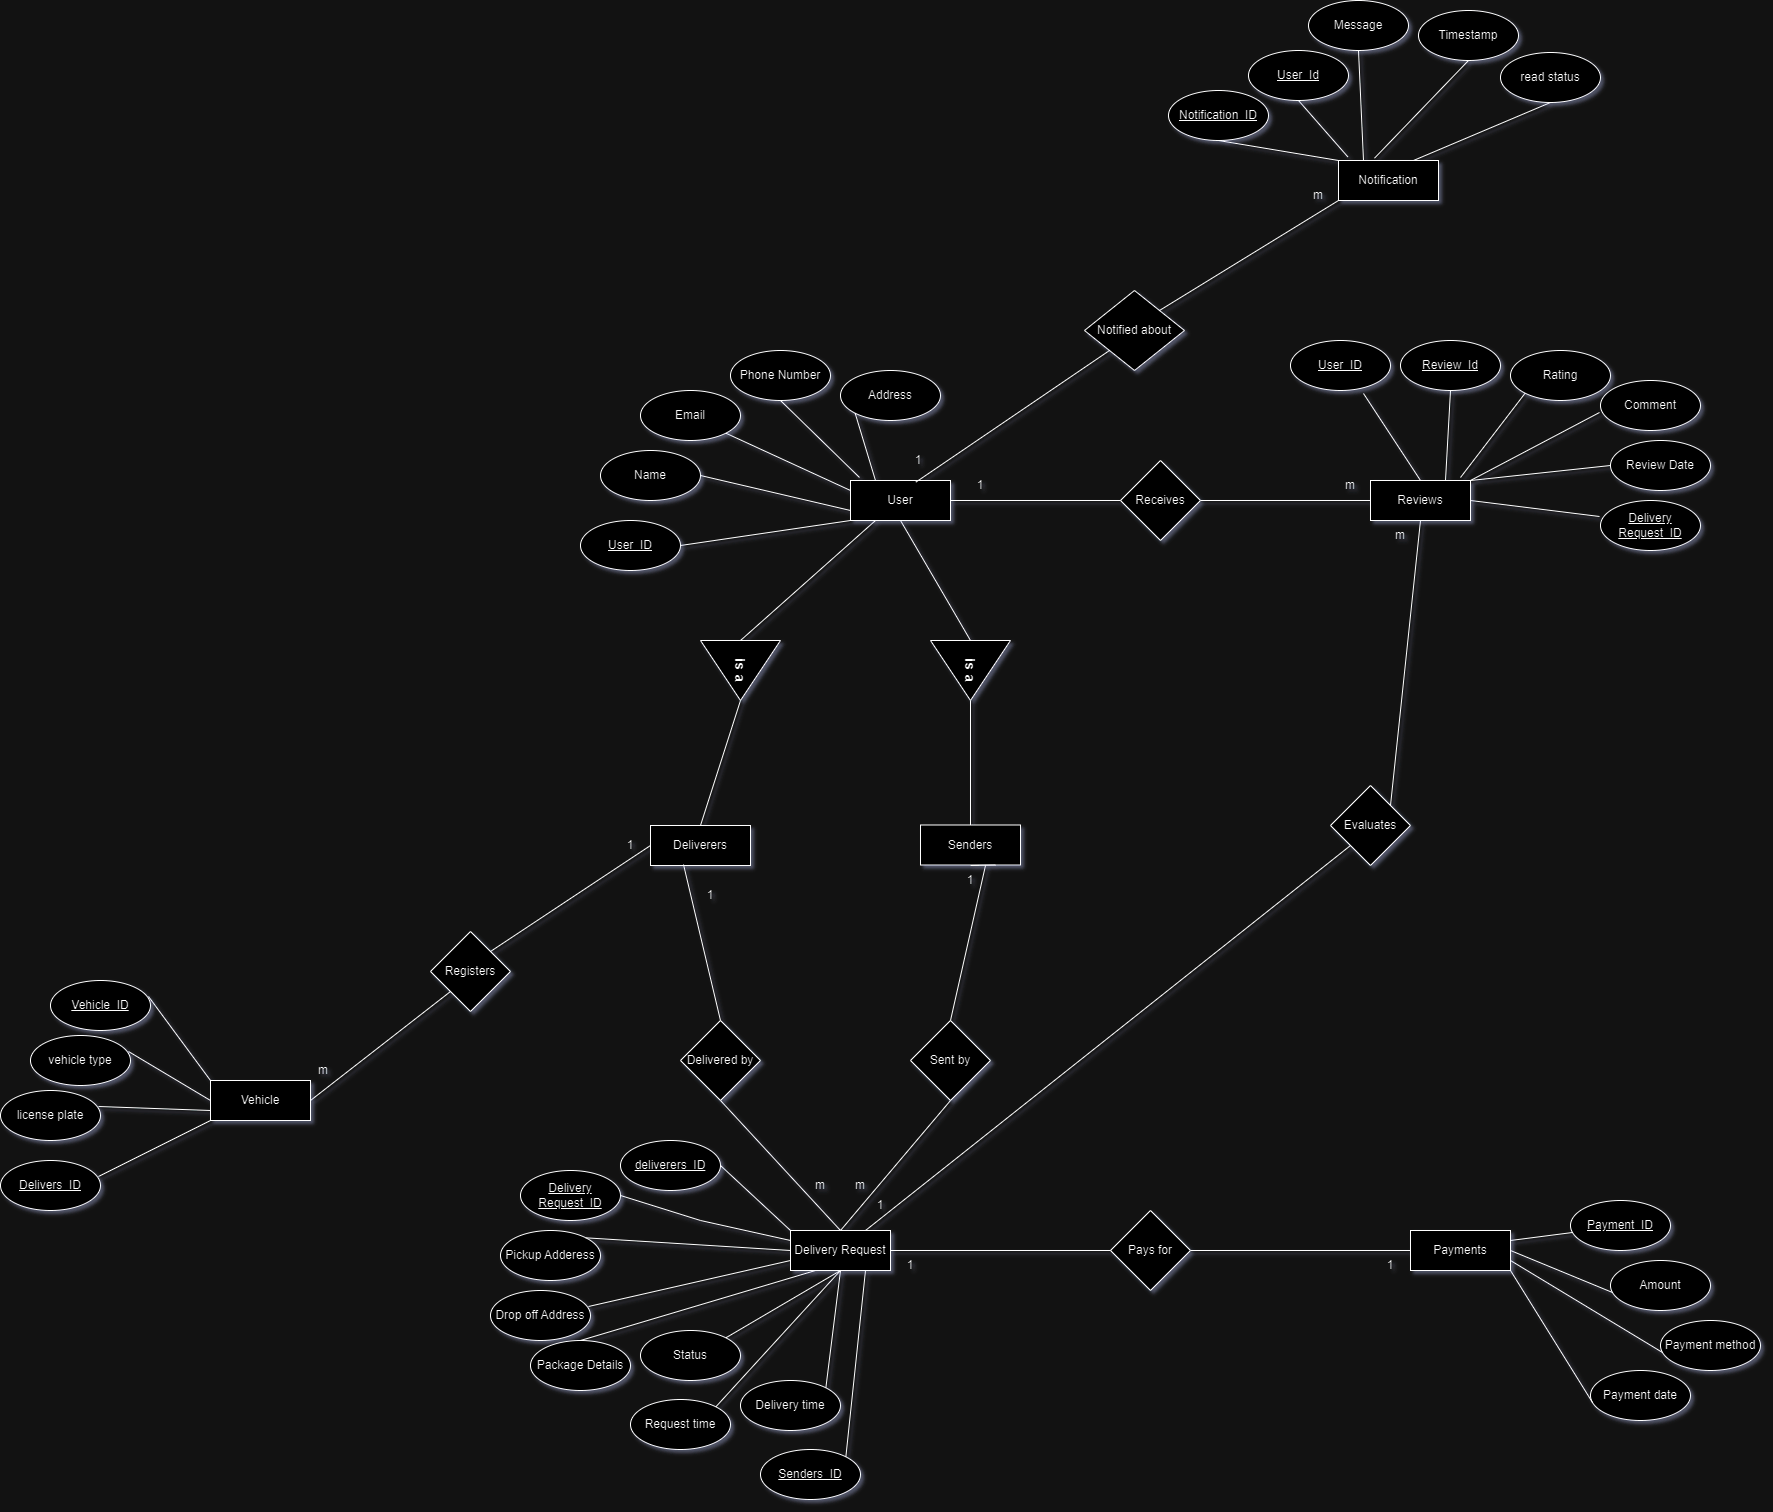 Message
Timestamp
User_Id
read status
Notification_ID
Notification
m
Notified about
Phone Number
Address
Email
Name
User_ID
User
1
1
Receives
m
User_ID
Review_Id
Rating
Comment
Review Date
Delivery
Request_ID
Reviews
m
is a
is a
Deliverers
1
1
Senders
1
Evaluates
Registers
Vehicle_ID
vehicle type
license plate
Delivers_ID
Vehicle
m
Delivered by
Sent by
m
m
1
deliverers_ID
Delivery
Request_ID
Pickup Adderess
Drop off Address
Package Details
Status
Request time
Delivery time
Senders_ID
Delivery Request
1
Pays for
1
Payments
Payment_ID
Amount
Payment method
Payment date